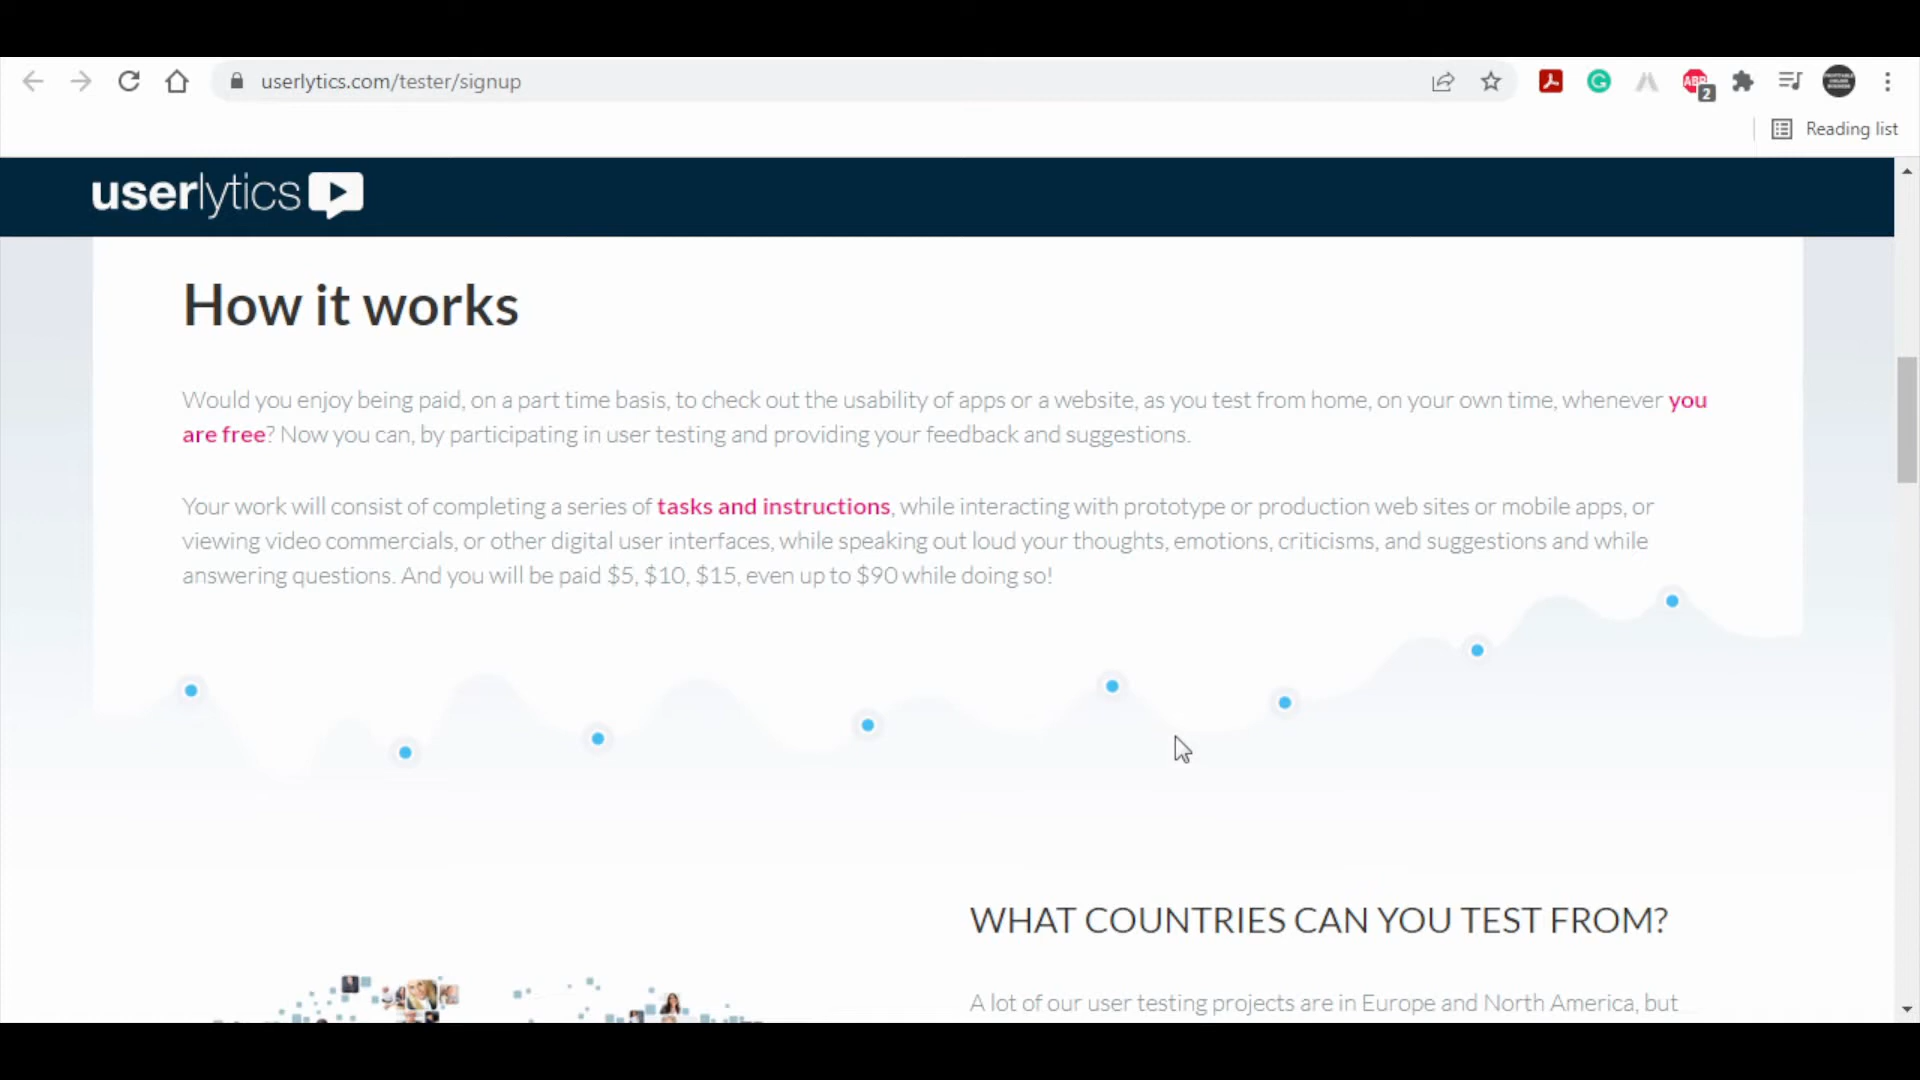 userlytics.com/tester/signup
ABP
2
Reading list
userlytics
How it works
Would you enjoy being paid, on a part time basis, to check out the usability of apps or a website, as you test from home, on your own time, whenever you
are free? Now you can, by participating in user testing and providing your feedback and suggestions.
Your work will consist of completing a series of tasks and instructions, while interacting with prototype or production web sites or mobile apps, or
viewing video commercials, or other digital user interfaces, while speaking out loud your thoughts, emotions, criticisms, and suggestions and while
answering questions. And you will be paid $5, $10, $15, even up to $90 while doing so!
WHAT COUNTRIES CAN YOU TEST FROM?
A lot of our user testing projects are in Europe and North America, but